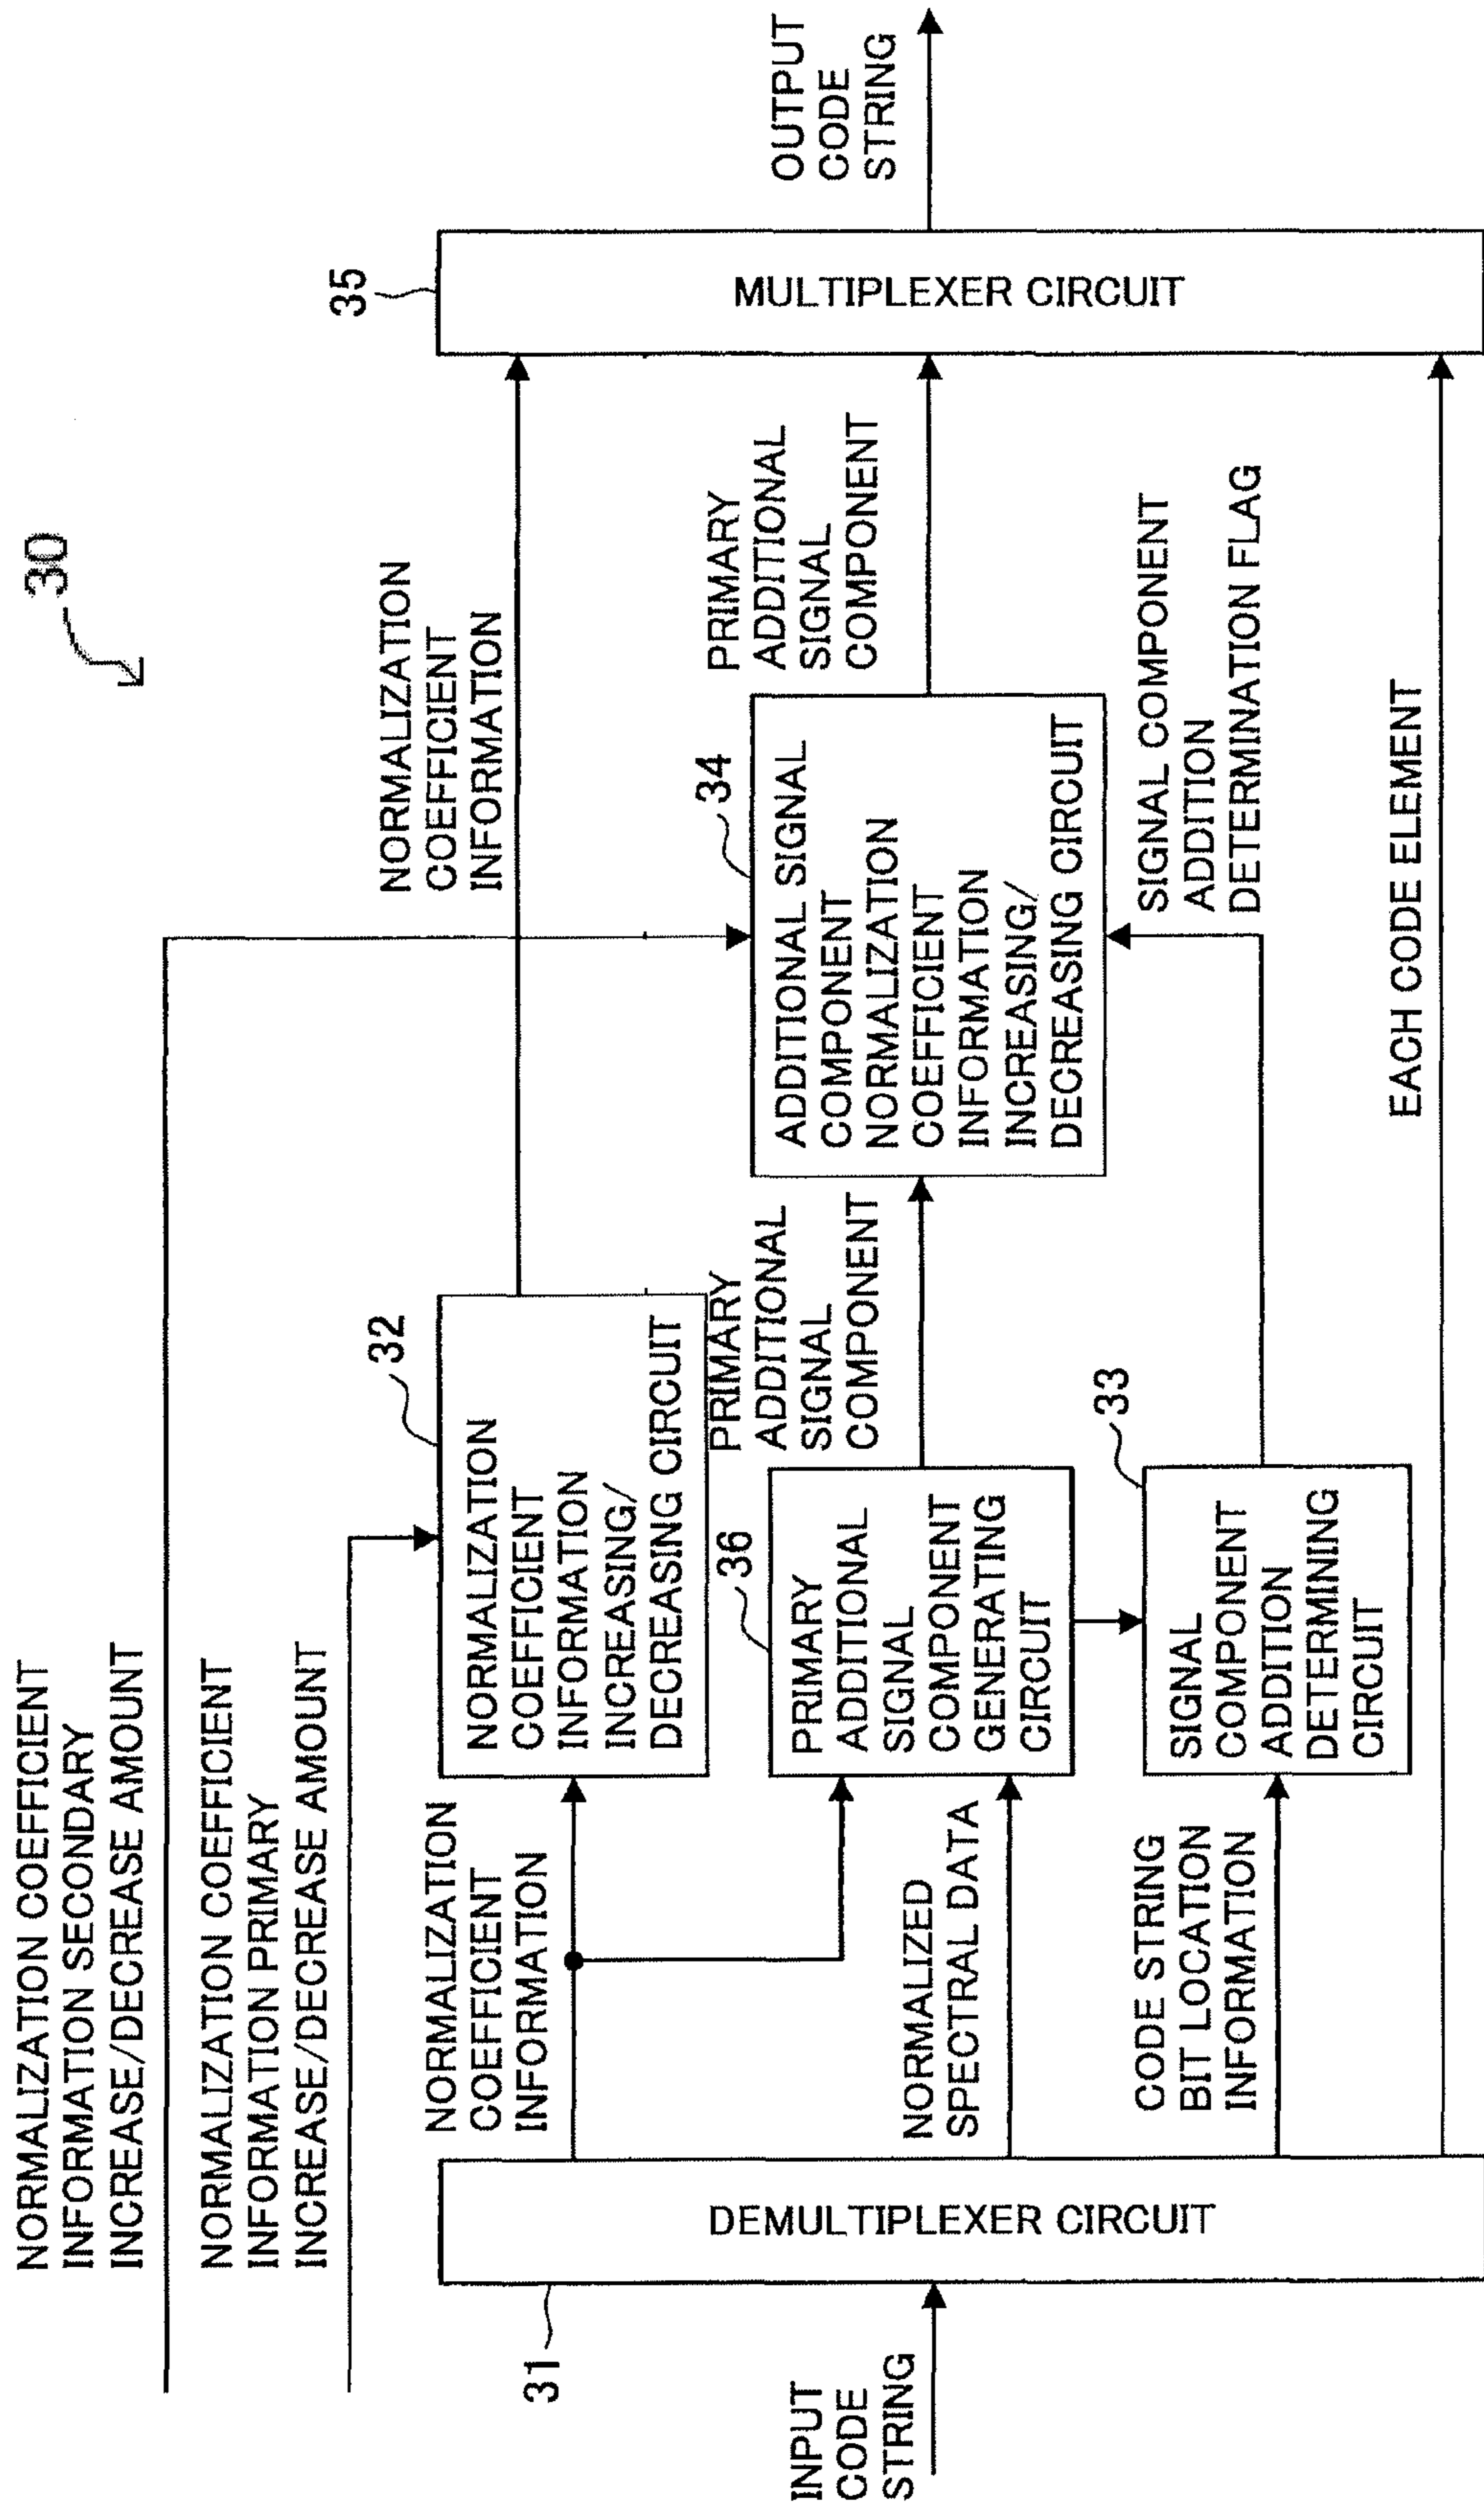 30
NORMALIZATION COEFFICIENT
INFORMATION SECONDARY
INCREASE/DECREASE AMOUNT
NORMALIZATION COEFFICIENT
INFORMATION PRIMARY
INCREASE/DECREASE AMOUNT
INPUT
CODE
STRING
31
DEMULTIPLEXER CIRCUIT
NORMALIZATION
COEFFICIENT
INFORMATION
NORMALIZED
SPECTRAL DATA
CODE STRING
BIT LOCATION
INFORMATION
32
NORMALIZATION
COEFFICIENT
INFORMATION
INCREASING/
DECREASING CIRCUIT
36
PRIMARY
ADDITIONAL
SIGNAL
COMPONENT
GENERATING
CIRCUIT
33
SIGNAL
COMPONENT
ADDITION
DETERMINING
CIRCUIT
PRIMARY
ADDITIONAL
SIGNAL
COMPONENT
34
ADDITIONAL SIGNAL
COMPONENT
NORMALIZATION
COEFFICIENT
INFORMATION
INCREASING/
DECREASING CIRCUIT
NORMALIZATION
COEFFICIENT
INFORMATION
SIGNAL COMPONENT
ADDITION
DETERMINATION FLAG
EACH CODE ELEMENT
PRIMARY
ADDITIONAL
SIGNAL
COMPONENT
35
MULTIPLEXER CIRCUIT
OUTPUT
CODE
STRING